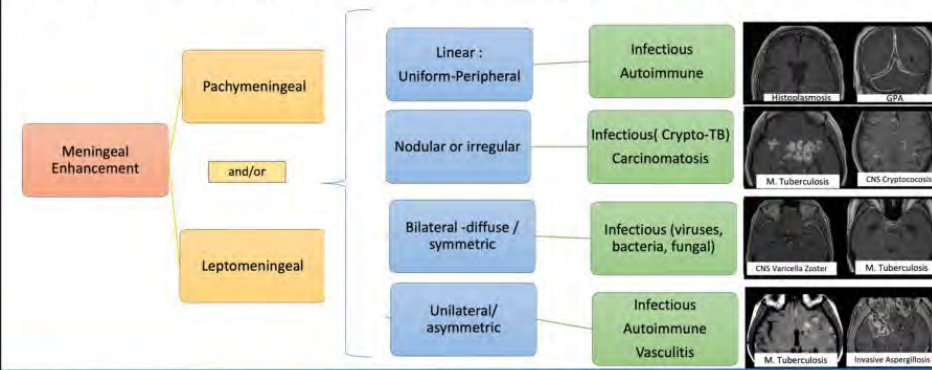 Meningeal
Enhancement
Pachymeningeal
and/or
Leptomeningeal
Linear :
Uniform-Peripheral
Nodular or irregular
Bilateral -diffuse /
symmetric
Unilateral/
asymmetric
Infectious
Autoimmune
Infectious( Crypto-TB)
Carcinomatosis
Infectious (viruses,
bacteria, fungal)
Infectious
Autoimmune
Vasculitis
Histoplasmosis
GPA
M. Tuberculosis
CNS Cryptococosis
CNS Varicella Zoster
M. Tuberculosis
M. Tuberculosis
Invasive Aspergillosis